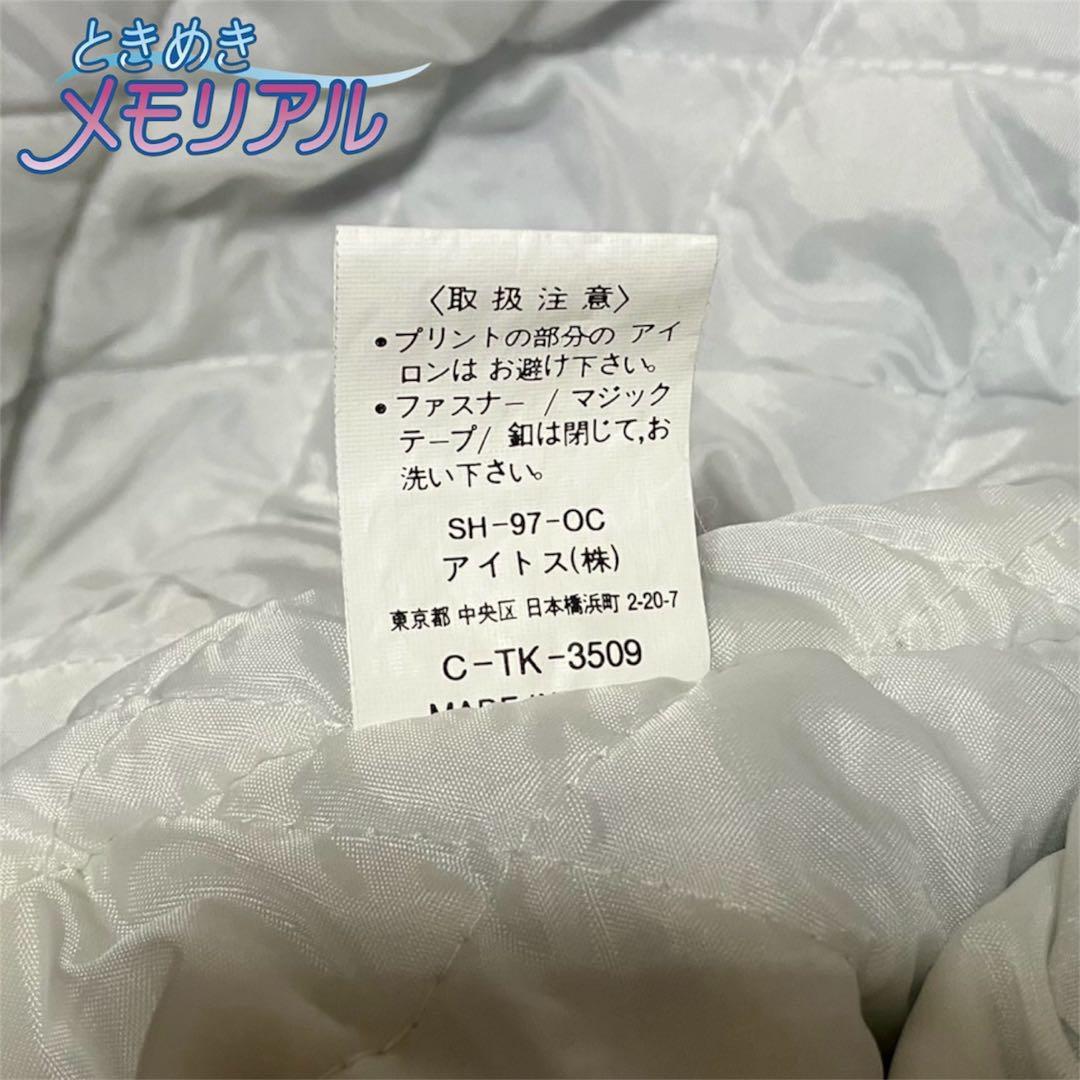 ときめき
メモリアル
〈取扱注意〉
•プリントの部分の アイ
ロンは お避け下さい。
•ファスナー / マジック
テープ/ 釦は閉じて,お
洗い下さい。
SH-97-OC
アイトス(株)
東京都 中央区 日本橋浜町 2-20-7
C-TK-3509
MADE IN